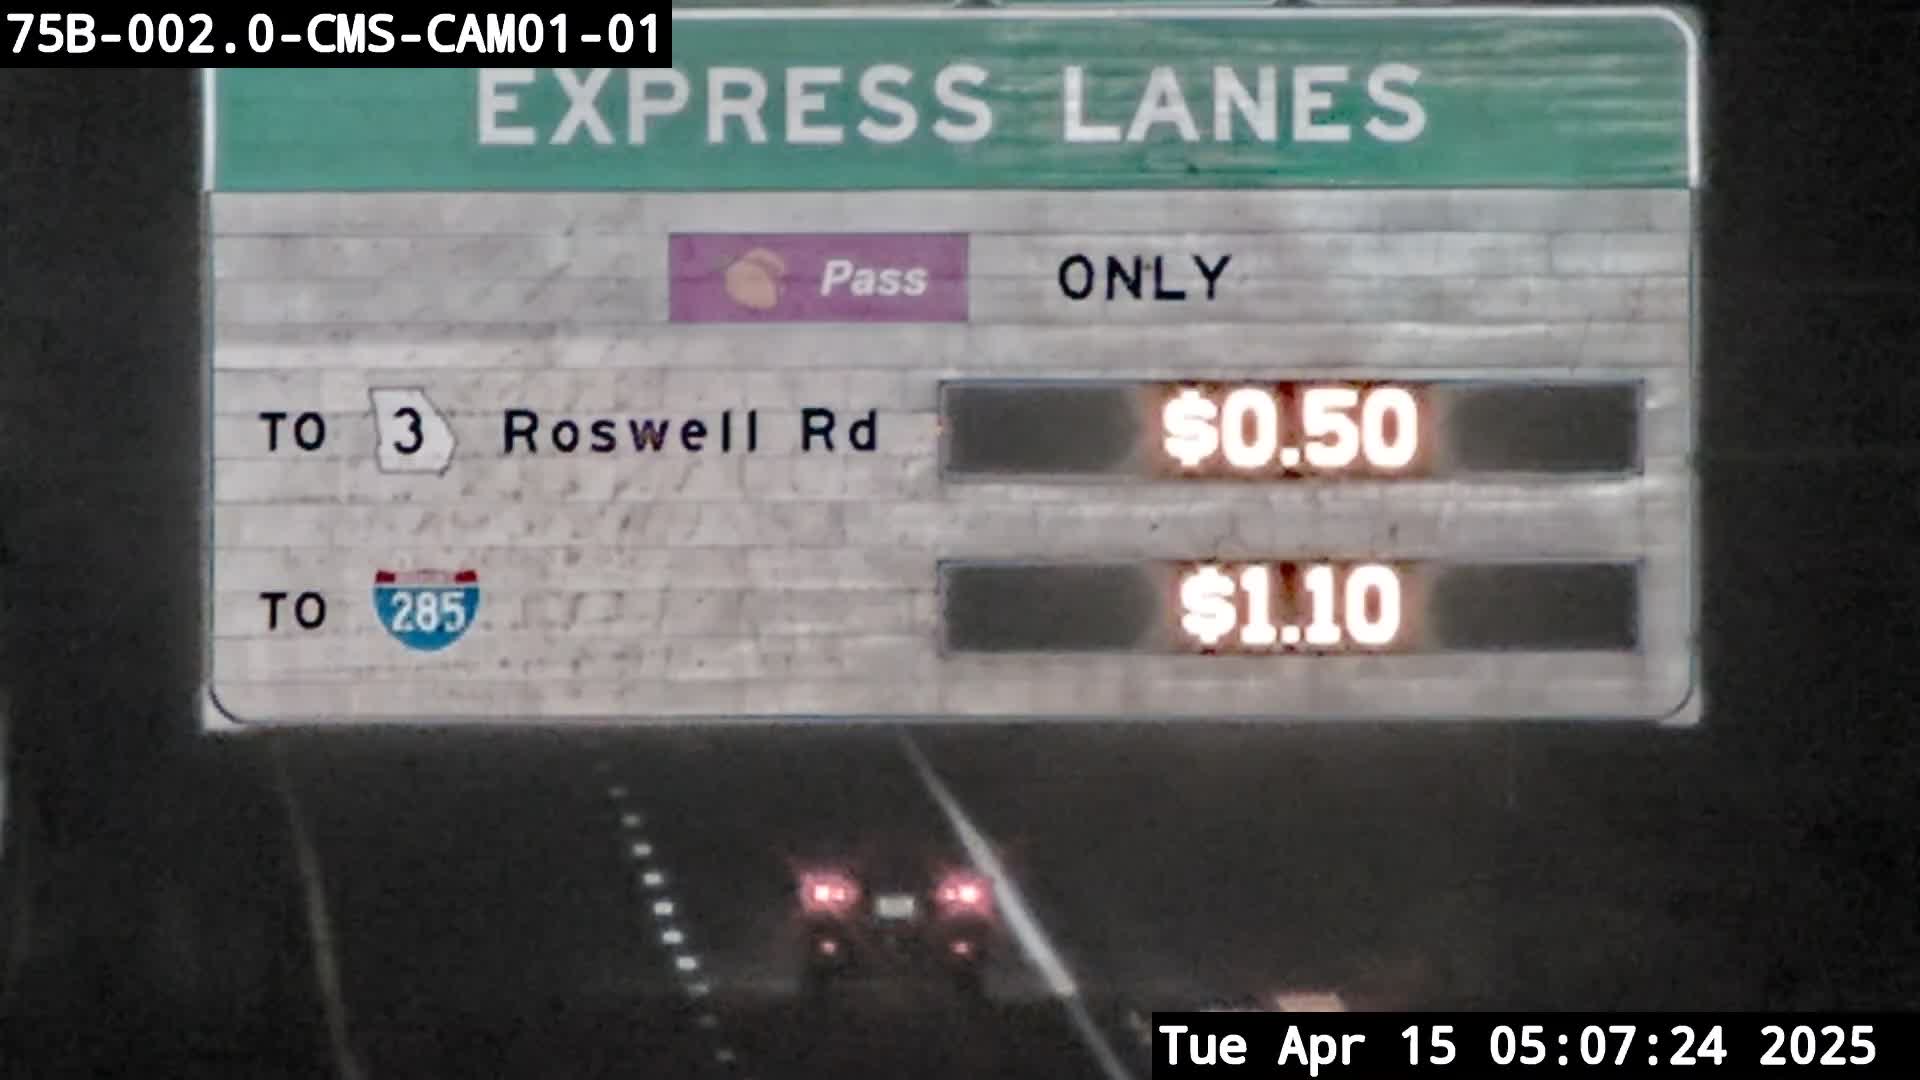 75B-002.0-CMS-CAM01-01
EXPRESS LANES
Pass ONLY
TO 3 Roswell Rd $0.50
TO 285 $1.10
Tue Apr 15 05:07:24 2025